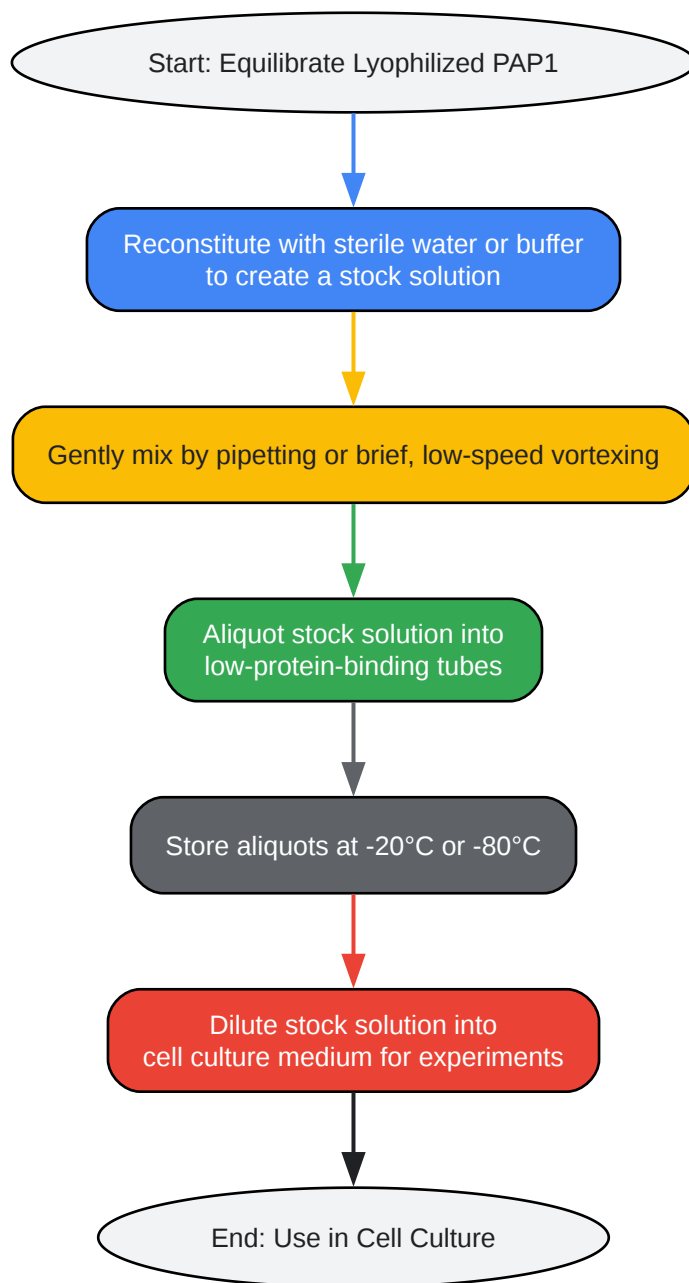 Start: Equilibrate Lyophilized PAP1
Reconstitute with sterile water or buffer
to create a stock solution
Gently mix by pipetting or brief, low-speed vortexing
Aliquot stock solution into
low-protein-binding tubes
Store aliquots at -20°C or -80°C
Dilute stock solution into
cell culture medium for experiments
End: Use in Cell Culture